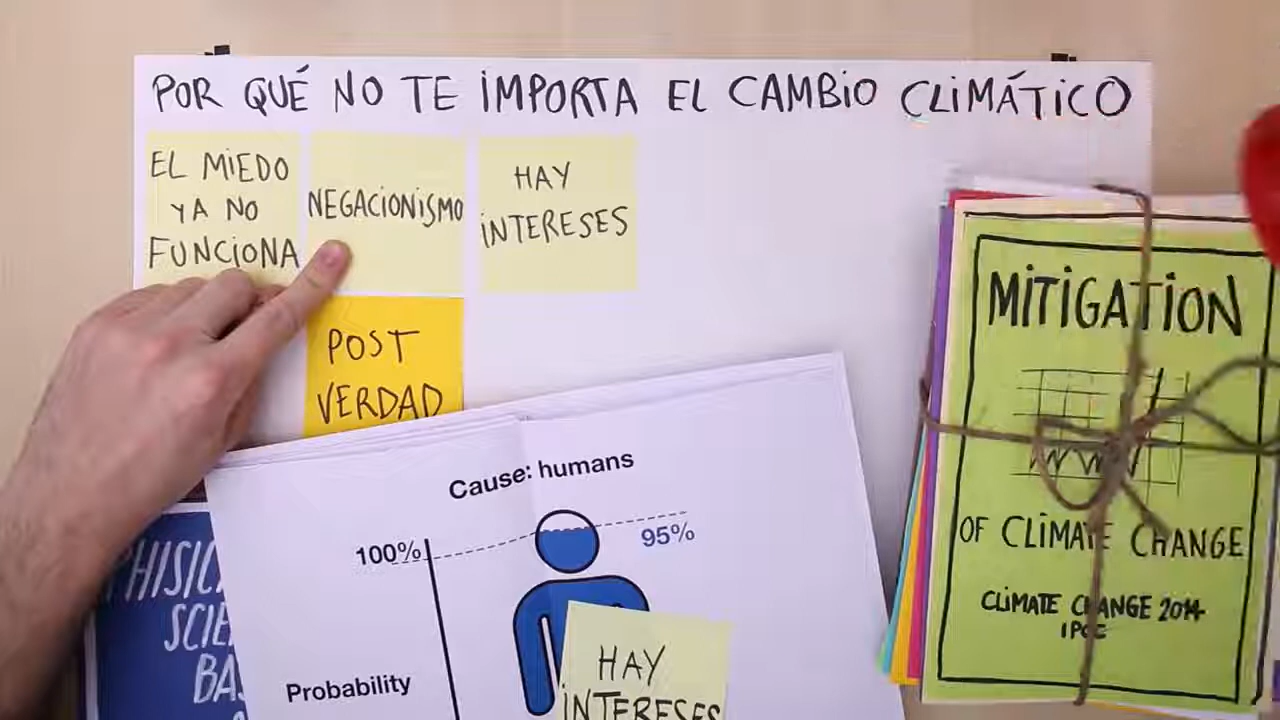 POR QUÉ NO TE IMPORTA EL CAMBIO CLIMÁTICO
EL MIEDO
YA NO
FUNCIONA
NEGACIONISMO
HAY
INTERESES
POST
VERDAD
Cause: humans
100%
95%
Probability
HAY
INTERESES
MITIGATION
OF CLIMATE CHANGE
CLIMATE CHANGE 2014
IPCC